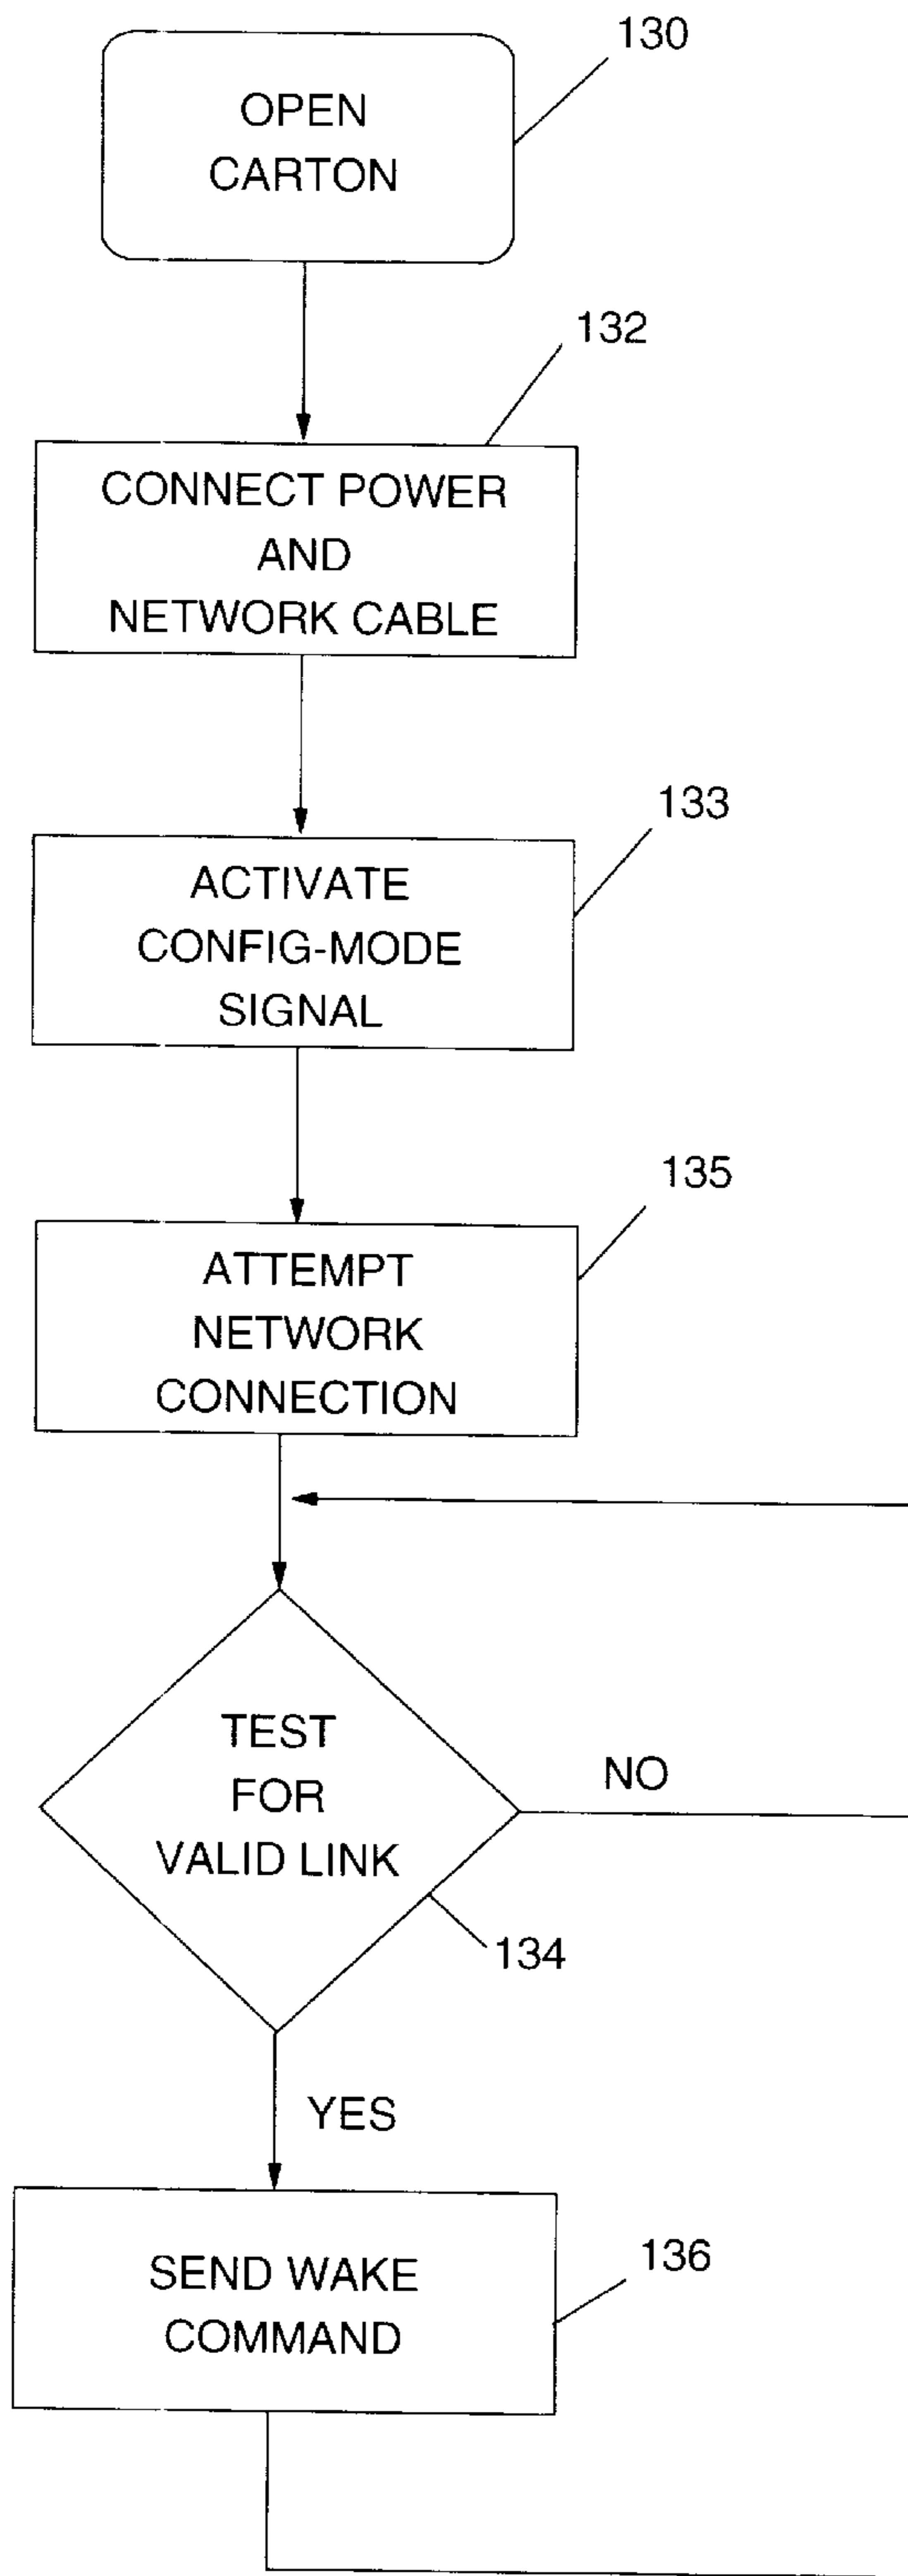 130
OPEN
CARTON
132
CONNECT POWER
AND
NETWORK CABLE
133
ACTIVATE
CONFIG-MODE
SIGNAL
135
ATTEMPT
NETWORK
CONNECTION
TEST
FOR
VALID LINK
NO
134
YES
SEND WAKE
COMMAND
136